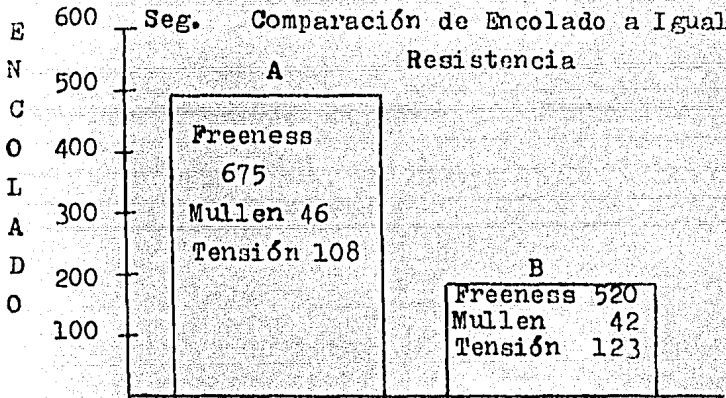 600 Seg. Comparación de Encolado a Igual
Resistencia
ENCOLADO
500
400
300
200
100
A
Freeness
675
Mullen 46
Tensión 108
B
Freeness 520
Mullen 42
Tensión 123